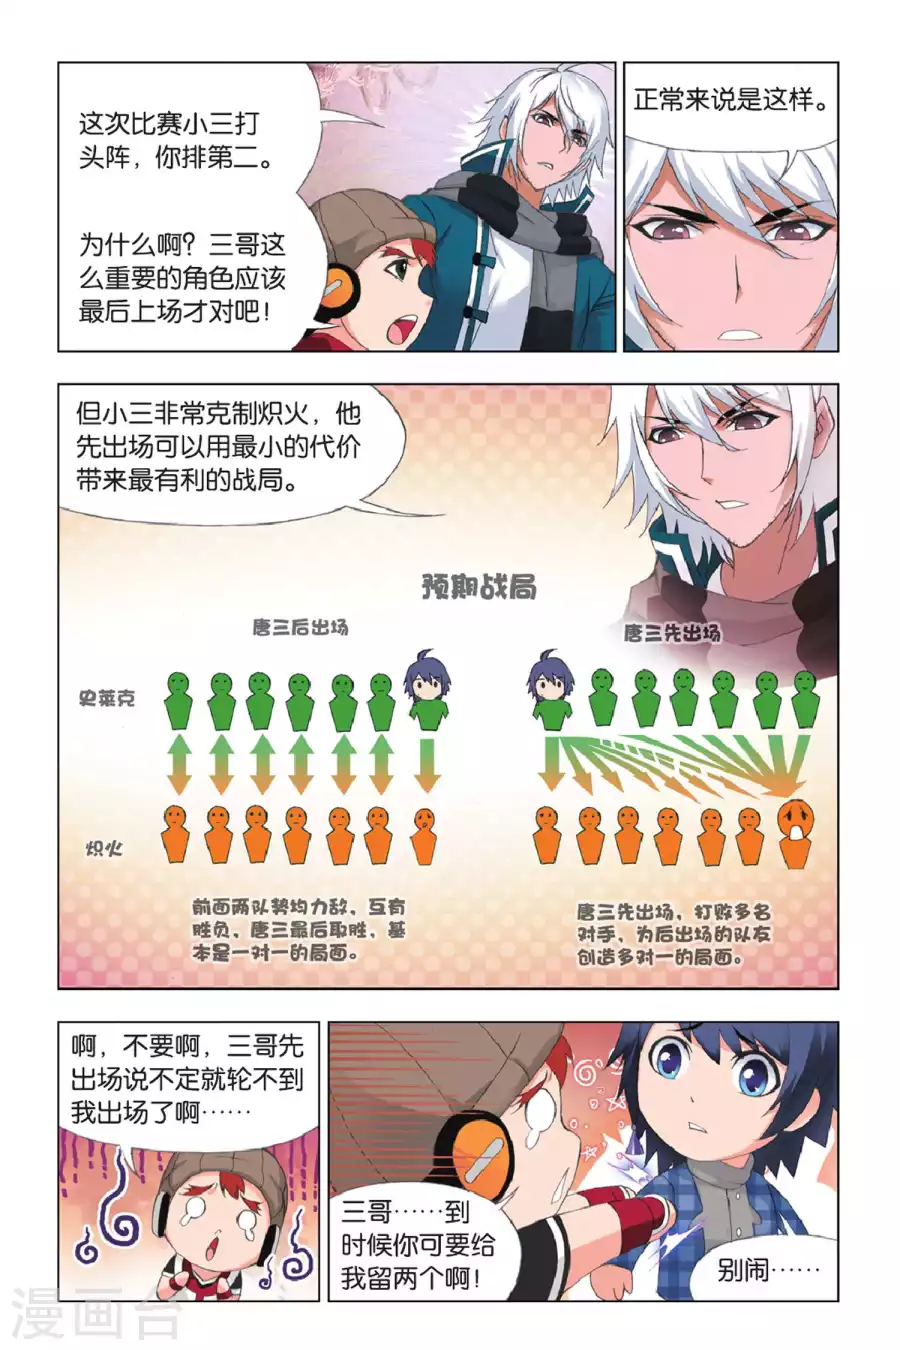 这次比赛小三打
头阵，你排第二。
为什么啊？三哥这
么重要的角色应该
最后上场才对吧！
正常来说是这样。
但小三非常克制炽火，他
先出场可以用最小的代价
带来最有利的战局。
预期战局
唐三后出场
唐三先出场
史莱克
炽火
前面两队势均力敌，互有
胜负，唐三最后取胜，基
本是一对一的局面。
唐三先出场，打败多名
对手，为后出场的队友
创造多对一的局面。
啊，不要啊，三哥先
出场说不定就轮不到
我出场了啊……
三哥……到
时候你可要给
我留两个啊！
别闹……
漫画台